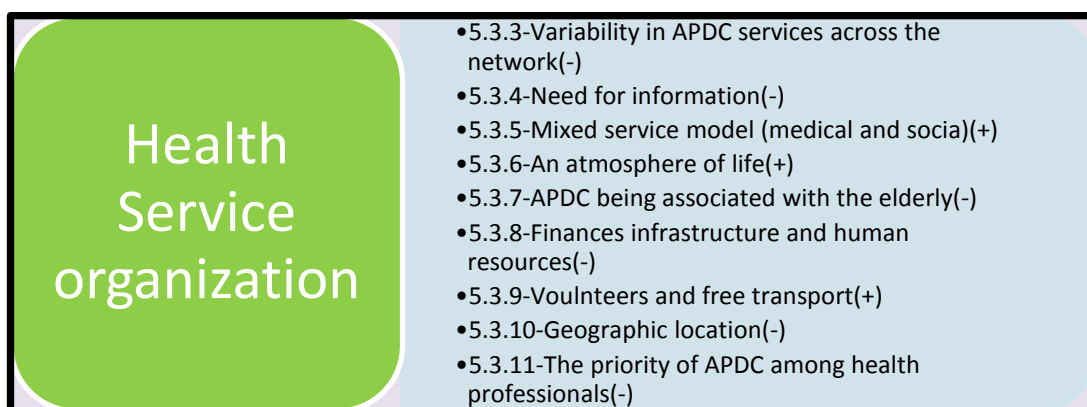 Health
Service
organization
•5.3.3-Variability in APDC services across the
network(-)
•5.3.4-Need for information(-)
•5.3.5-Mixed service model (medical and socia)(+)
•5.3.6-An atmosphere of life(+)
•5.3.7-APDC being associated with the elderly(-)
•5.3.8-Finances infrastructure and human
resources(-)
•5.3.9-Voulnteers and free transport(+)
•5.3.10-Geographic location(-)
•5.3.11-The priority of APDC among health
professionals(-)